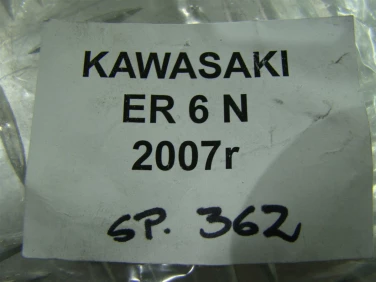 KAWASAKI
ER 6 N
2007r
SP. 362